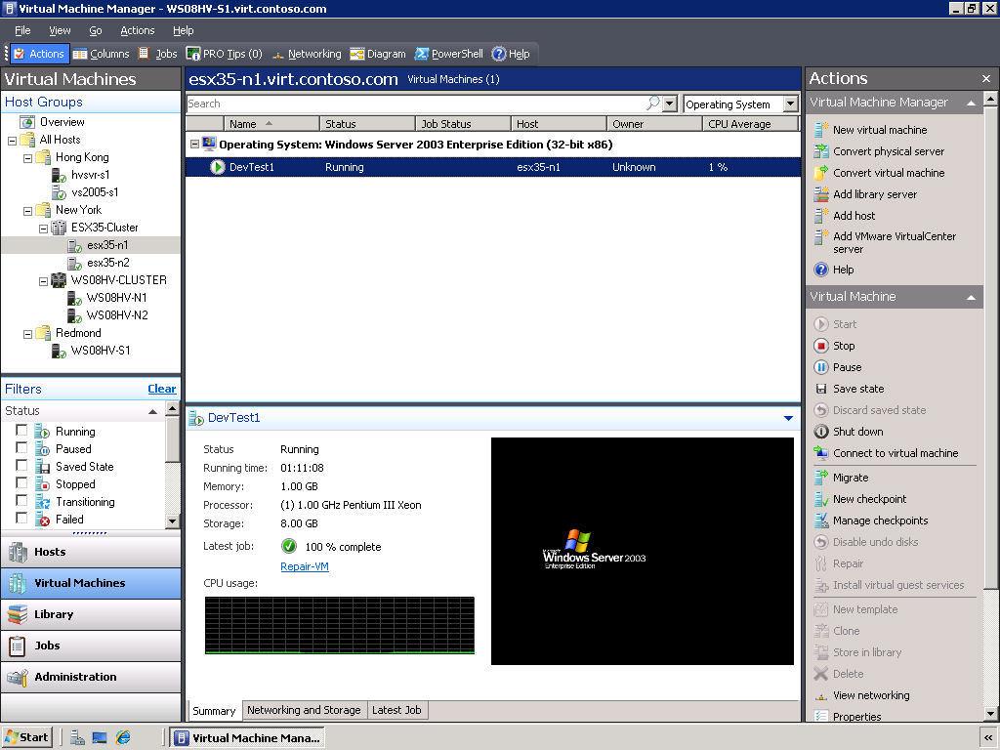 Virtual Machine Manager - WS08HV-S1.virt.contoso.com
File View Go Actions Help
Actions Columns Jobs PRO Tips (0) Networking Diagram PowerShell Help
Virtual Machines
Host Groups
Overview
All Hosts
Hong Kong
hvsvr-s1
vs2005-s1
New York
ESX35-Cluster
esx35-n1
esx35-n2
WS08HV-CLUSTER
WS08HV-N1
WS08HV-N2
Redmond
WS08HV-S1
Filters Clear
Status
Running
Paused
Saved State
Stopped
Transitioning
Failed
Hosts
Virtual Machines
Library
Jobs
Administration
esx35-n1.virt.contoso.com Virtual Machines (1)
Search Operating System
Name Status Job Status Host Owner CPU Average
Operating System: Windows Server 2003 Enterprise Edition (32-bit x86)
DevTest1 Running esx35-n1 Unknown 1 %
DevTest1
Status Running
Running time: 01:11:08
Memory: 1.00 GB
Processor: (1) 1.00 GHz Pentium III Xeon
Storage: 8.00 GB
Latest job: 100 % complete
Repair-VM
CPU usage:
Microsoft
Windows Server 2003
Enterprise Edition
Summary Networking and Storage Latest Job
Actions
Virtual Machine Manager
New virtual machine
Convert physical server
Convert virtual machine
Add library server
Add host
Add VMware VirtualCenter
server
Help
Virtual Machine
Start
Stop
Pause
Save state
Discard saved state
Shut down
Connect to virtual machine
Migrate
New checkpoint
Manage checkpoints
Disable undo disks
Repair
Install virtual guest services
New template
Clone
Store in library
Delete
View networking
Properties
Start Virtual Machine Mana...